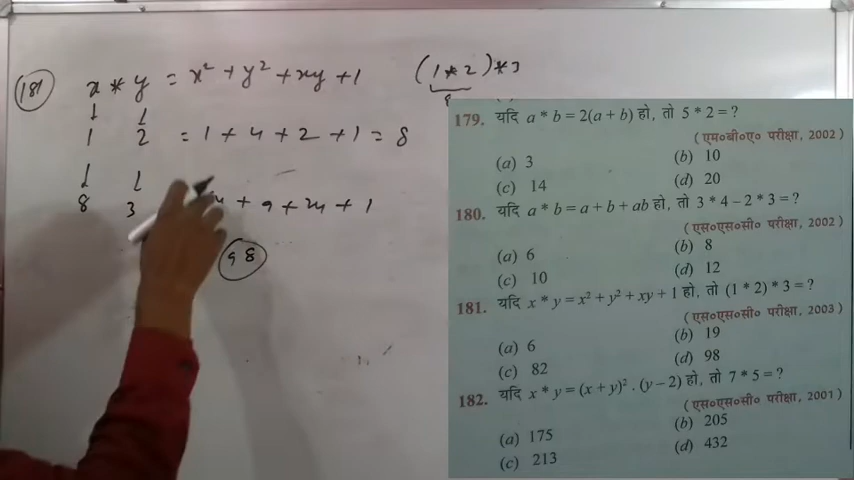 181 x * y = x² + y² + xy + 1 (1 * 2) * 3
8
1 2 = 1 + 4 + 2 + 1 = 8
8 3 + 9 + 24 + 1
98
179. यदि a * b = 2(a + b) हो, तो 5 * 2 = ?
(एम०बी०ए० परीक्षा, 2002)
(a) 3 (b) 10
(c) 14 (d) 20
180. यदि a * b = a + b + ab हो, तो 3 * 4 – 2 * 3 = ?
(एस०एस०सी० परीक्षा, 2002)
(a) 6 (b) 8
(c) 10 (d) 12
181. यदि x * y = x² + y² + xy + 1 हो, तो (1 * 2) * 3 = ?
(एस०एस०सी० परीक्षा, 2003)
(a) 6 (b) 19
(c) 82 (d) 98
182. यदि x * y = (x + y)² . (y – 2) हो, तो 7 * 5 = ?
(एस०एस०सी० परीक्षा, 2001)
(a) 175 (b) 205
(c) 213 (d) 432